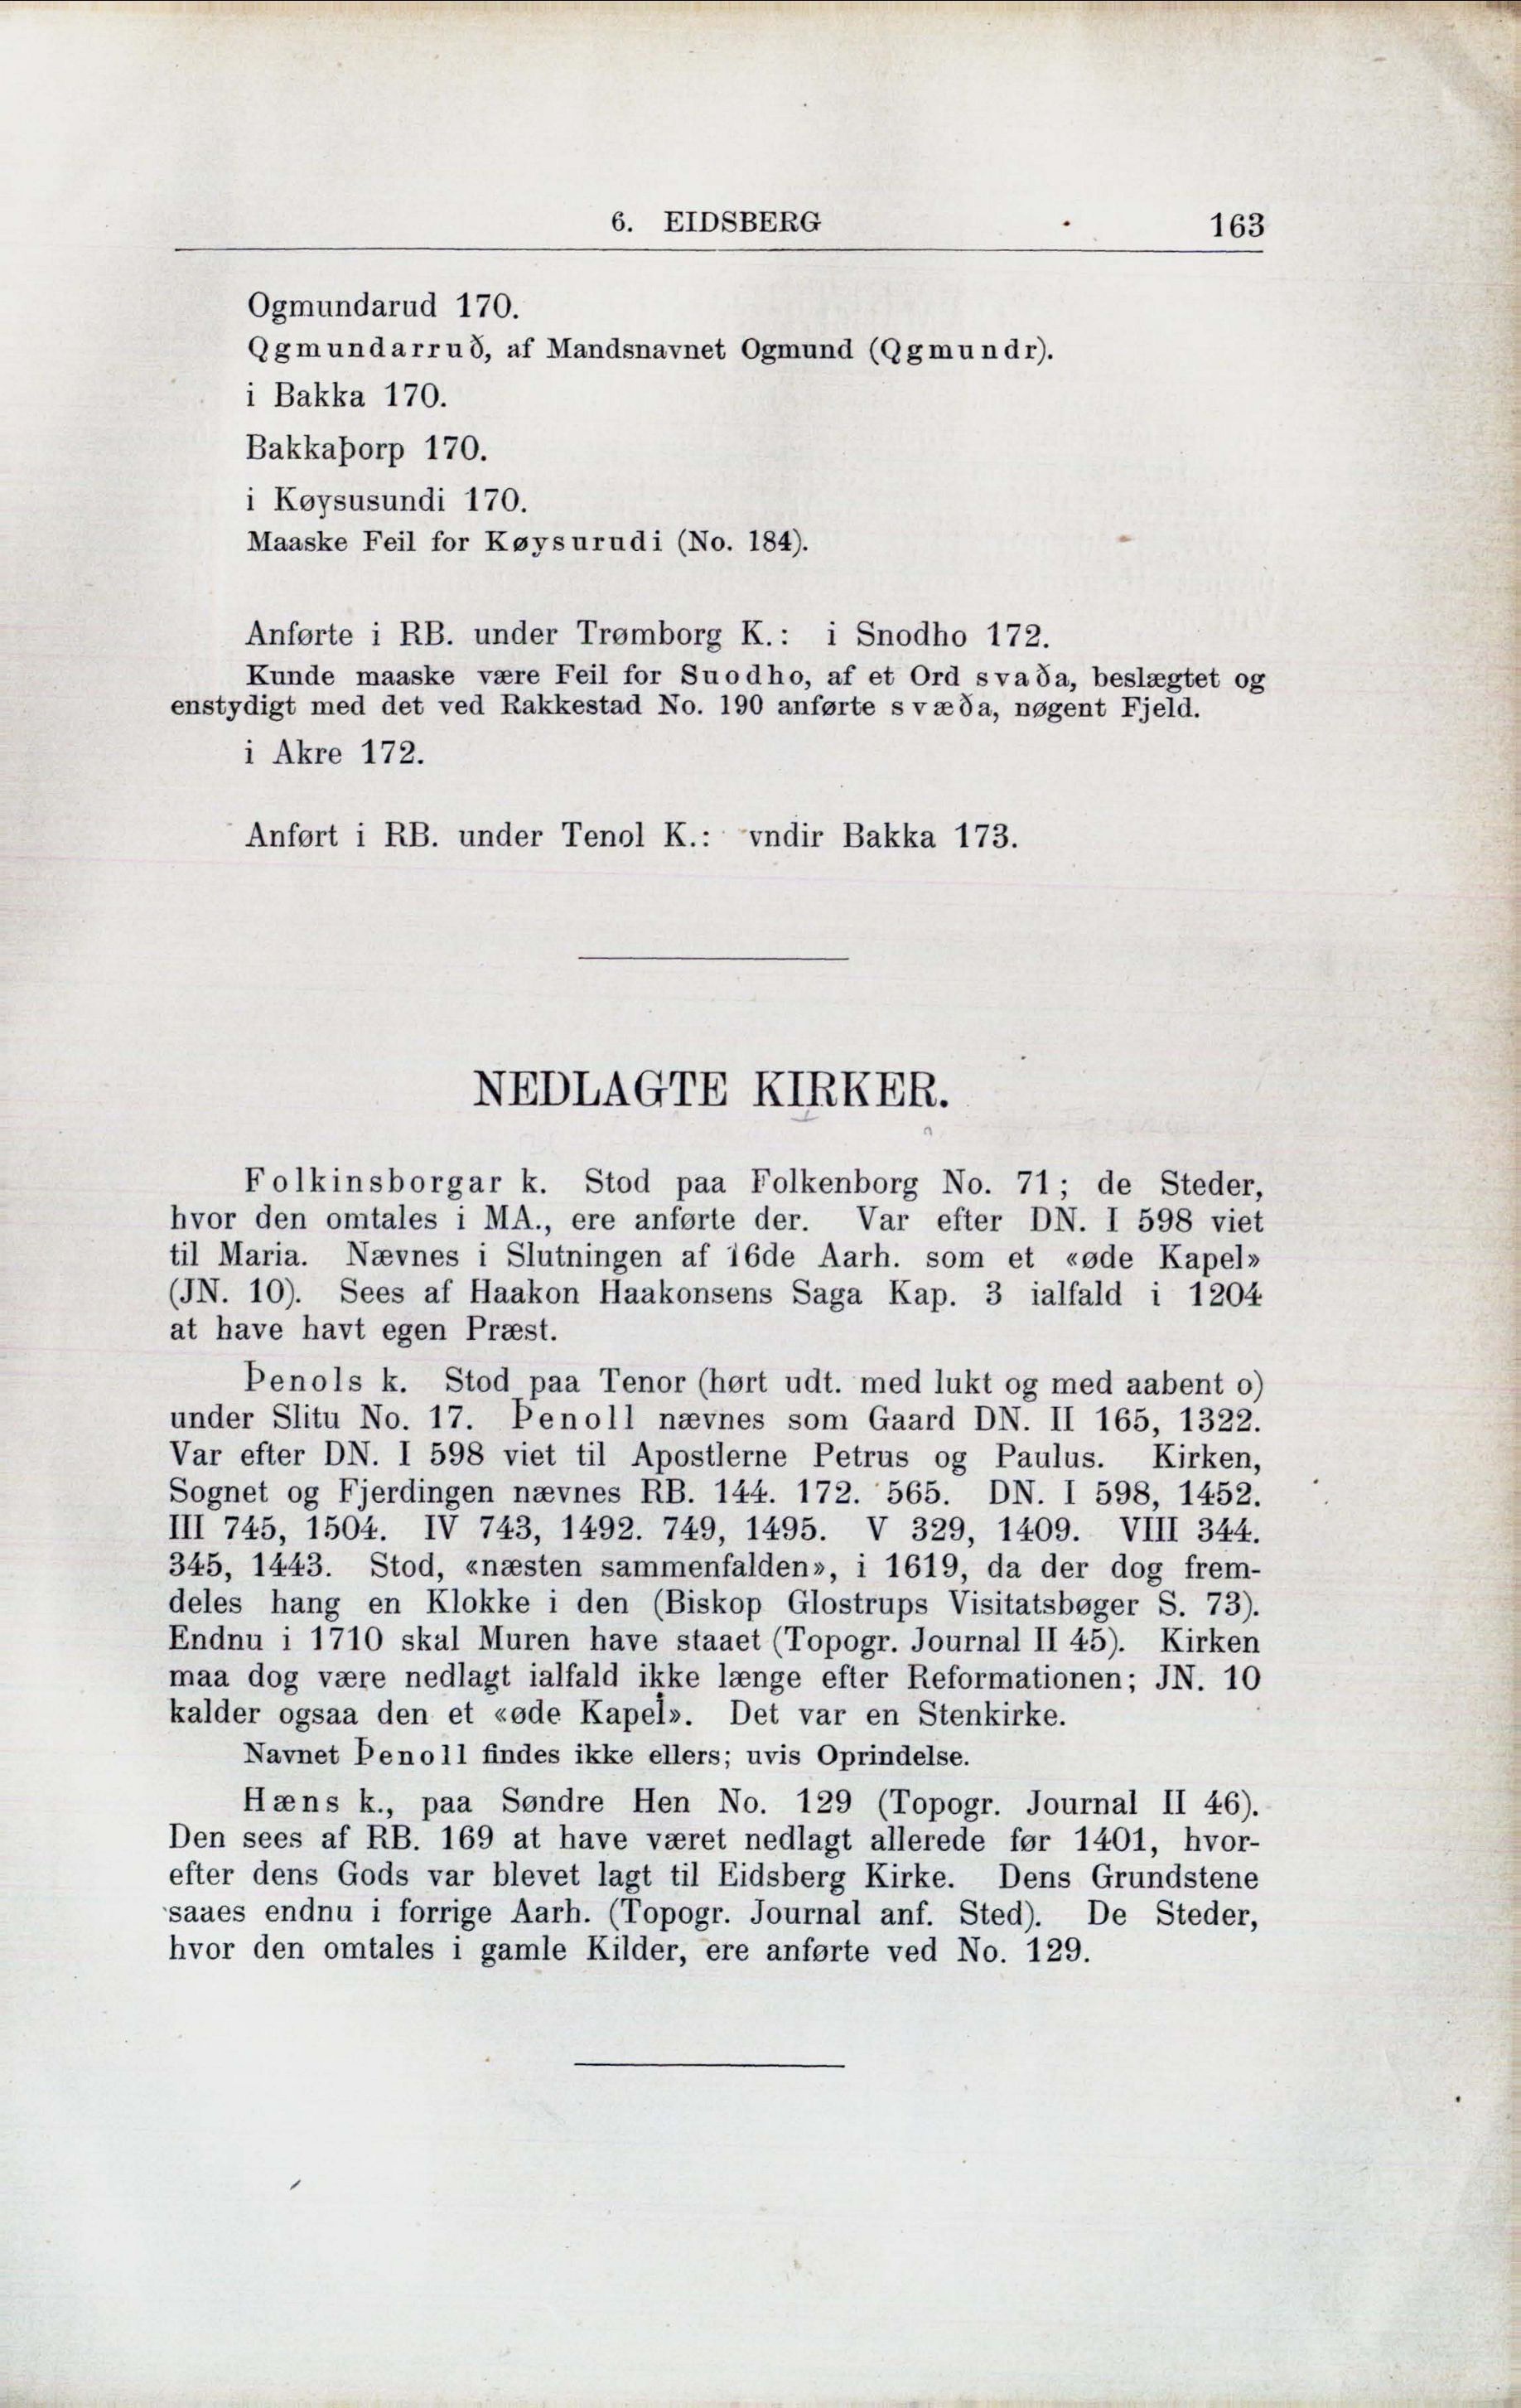 6. EIDSBERG 163
Ogmundarud 170.
Ǫgmundarruð, af Mandsnavnet Ogmund (Ǫgmundr).
i Bakka 170.
Bakkaþorp 170.
i Køysusundi 170.
Maaske Feil for Køysurudi (No. 184).
Anførte i RB. under Trømborg K.: i Snodho 172.
Kunde maaske være Feil for Suodho, af et Ord svaða, beslægtet og
enstydigt med det ved Rakkestad No. 190 anførte svæða, nøgent Fjeld.
i Akre 172.
Anført i RB. under Tenol K.: vndir Bakka 173.
NEDLAGTE KIRKER.
Folkinsborgar k. Stod paa Folkenborg No. 71; de Steder,
hvor den omtales i MA., ere anførte der. Var efter DN. I 598 viet
til Maria. Nævnes i Slutningen af 16de Aarh. som et «øde Kapel»
(JN. 10). Sees af Haakon Haakonsens Saga Kap. 3 ialfald i 1204
at have havt egen Præst.
Þenols k. Stod paa Tenor (hørt udt. med lukt og med aabent o)
under Slitu No. 17. Þenoll nævnes som Gaard DN. II 165, 1322.
Var efter DN. I 598 viet til Apostlerne Petrus og Paulus. Kirken,
Sognet og Fjerdingen nævnes RB. 144. 172. 565. DN. I 598, 1452.
III 745, 1504. IV 743, 1492. 749, 1495. V 329, 1409. VIII 344.
345, 1443. Stod, «næsten sammenfalden», i 1619, da der dog frem-
deles hang en Klokke i den (Biskop Glostrups Visitatsbøger S. 73).
Endnu i 1710 skal Muren have staaet (Topogr. Journal II 45). Kirken
maa dog være nedlagt ialfald ikke længe efter Reformationen; JN. 10
kalder ogsaa den et «øde Kapel». Det var en Stenkirke.
Navnet Þenoll findes ikke ellers; uvis Oprindelse.
Hæns k., paa Søndre Hen No. 129 (Topogr. Journal II 46).
Den sees af RB. 169 at have været nedlagt allerede før 1401, hvor-
efter dens Gods var blevet lagt til Eidsberg Kirke. Dens Grundstene
saaes endnu i forrige Aarh. (Topogr. Journal anf. Sted). De Steder,
hvor den omtales i gamle Kilder, ere anførte ved No. 129.